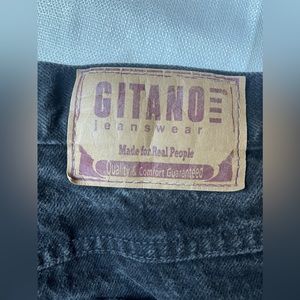 GITANO
jeanswear
Made for Real People
Quality & Comfort Guaranteed